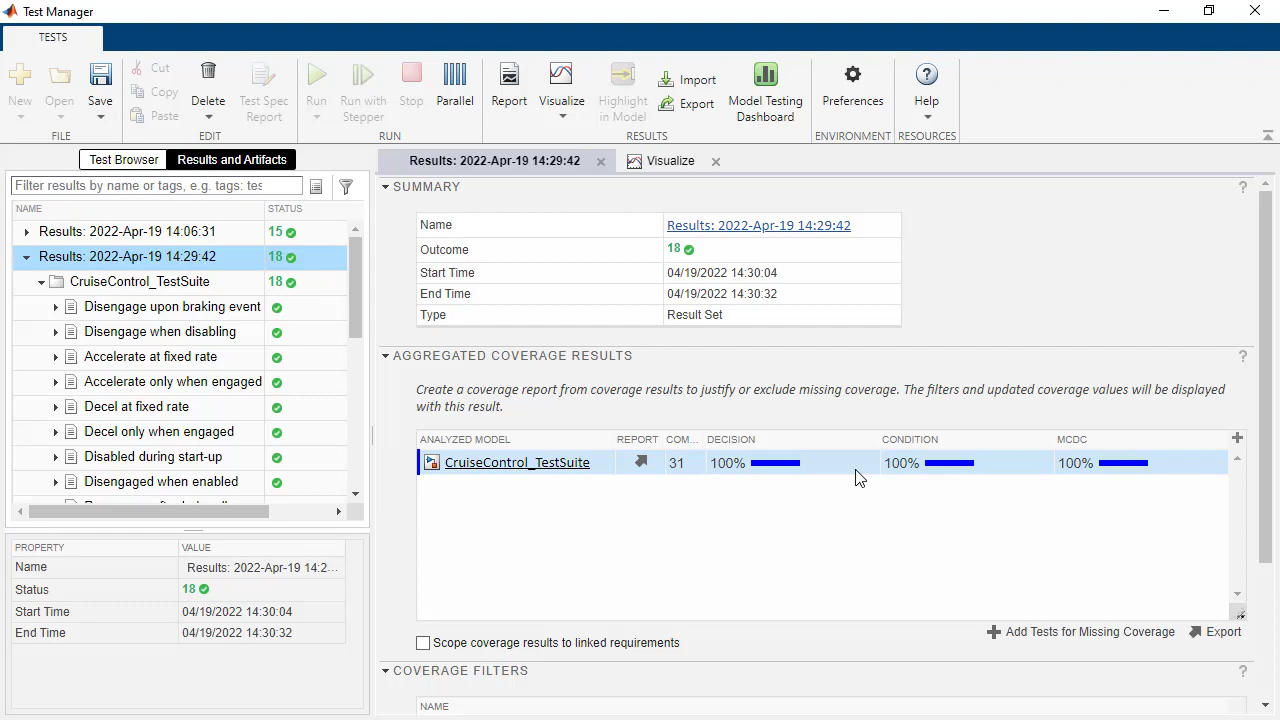 Test Manager
TESTS
New
Open
Save
Cut
Copy
Paste
Delete
Test Spec
Report
Run
Run with
Stepper
Stop
Parallel
Report
Visualize
Highlight
in Model
Import
Export
Model Testing
Dashboard
Preferences
Help
FILE
EDIT
RUN
RESULTS
ENVIRONMENT
RESOURCES
Test Browser
Results and Artifacts
Filter results by name or tags, e.g. tags: tes
NAME STATUS
Results: 2022-Apr-19 14:06:31 15
Results: 2022-Apr-19 14:29:42 18
CruiseControl_TestSuite 18
Disengage upon braking event
Disengage when disabling
Accelerate at fixed rate
Accelerate only when engaged
Decel at fixed rate
Decel only when engaged
Disabled during start-up
Disengaged when enabled
PROPERTY VALUE
Name Results: 2022-Apr-19 14:2...
Status 18
Start Time 04/19/2022 14:30:04
End Time 04/19/2022 14:30:32
Results: 2022-Apr-19 14:29:42
Visualize
SUMMARY
?
Name Results: 2022-Apr-19 14:29:42
Outcome 18
Start Time 04/19/2022 14:30:04
End Time 04/19/2022 14:30:32
Type Result Set
AGGREGATED COVERAGE RESULTS
?
Create a coverage report from coverage results to justify or exclude missing coverage. The filters and updated coverage values will be displayed
with this result.
ANALYZED MODEL REPORT COM... DECISION CONDITION MCDC
CruiseControl_TestSuite 31 100% 100% 100%
Add Tests for Missing Coverage
Export
Scope coverage results to linked requirements
COVERAGE FILTERS
?
NAME